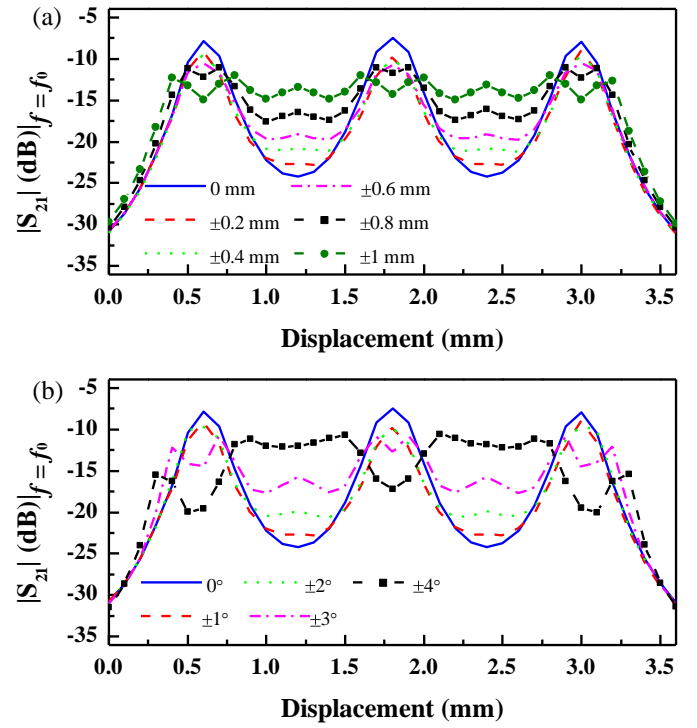 (a)
-5
-10
-15
-20
-25
-30
-35
|S21| (dB)|f = f0
0 mm
±0.2 mm
±0.4 mm
±0.6 mm
±0.8 mm
±1 mm
0.0 0.5 1.0 1.5 2.0 2.5 3.0 3.5
Displacement (mm)
(b)
-5
-10
-15
-20
-25
-30
-35
|S21| (dB)|f = f0
0° ±2° ±4°
±1° ±3°
0.0 0.5 1.0 1.5 2.0 2.5 3.0 3.5
Displacement (mm)